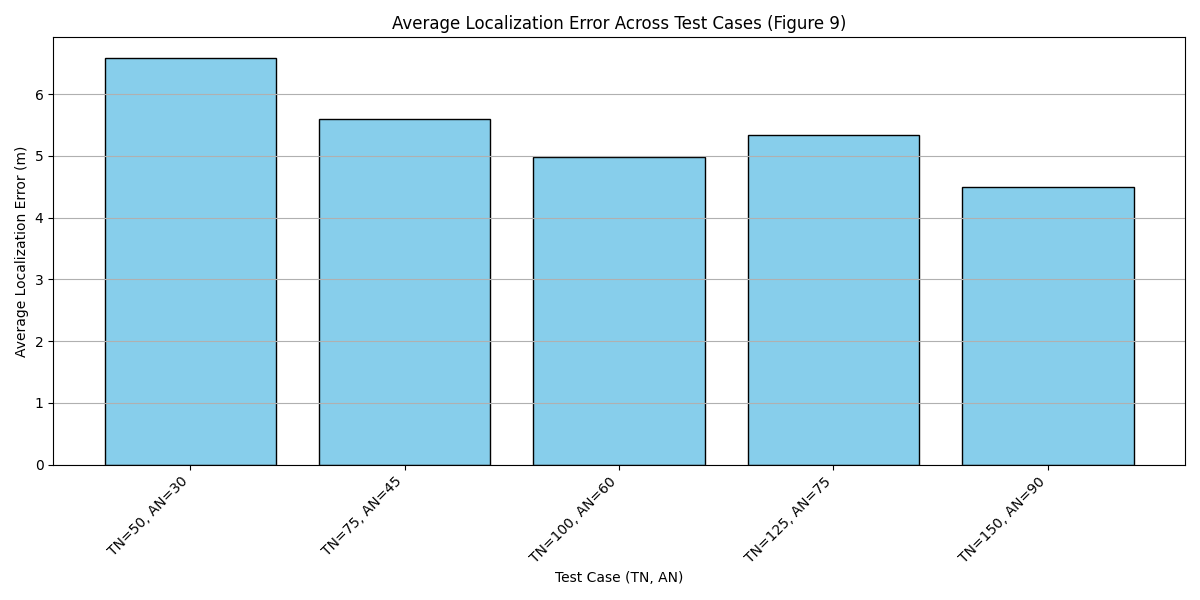 Average Localization Error Across Test Cases (Figure 9)
Average Localization Error (m)
6
5
4
3
2
1
0
TN=50, AN=30
TN=75, AN=45
TN=100, AN=60
TN=125, AN=75
TN=150, AN=90
Test Case (TN, AN)